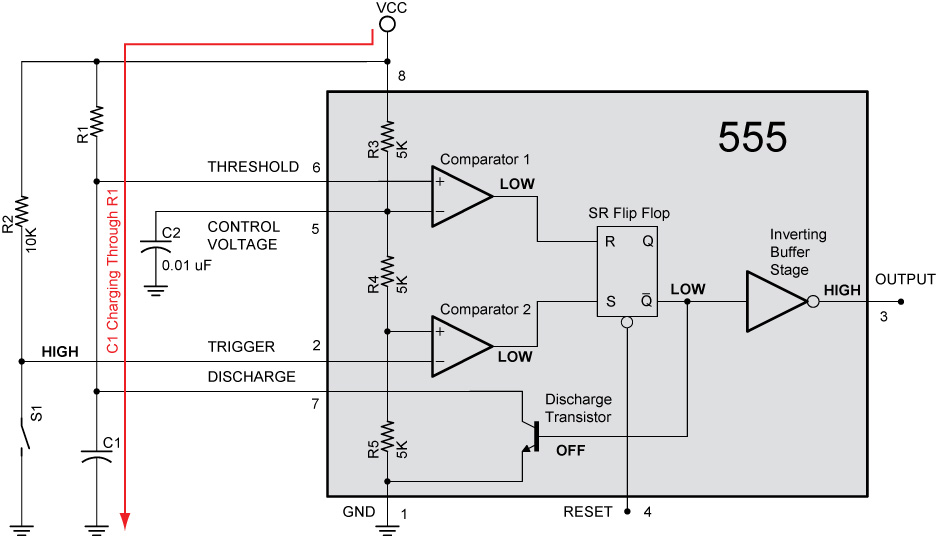 VCC
8
555
R1
R3
5K
THRESHOLD 6
Comparator 1
+
LOW
−
C1 Charging Through R1
R2
10K
C2
0.01 uF
CONTROL
VOLTAGE
5
SR Flip Flop
R Q
S Q̅
Inverting
Buffer
Stage
R4
5K
LOW
HIGH
OUTPUT
3
Comparator 2
+
LOW
−
HIGH
TRIGGER 2
DISCHARGE
7
S1
C1
R5
5K
Discharge
Transistor
OFF
GND 1
RESET 4